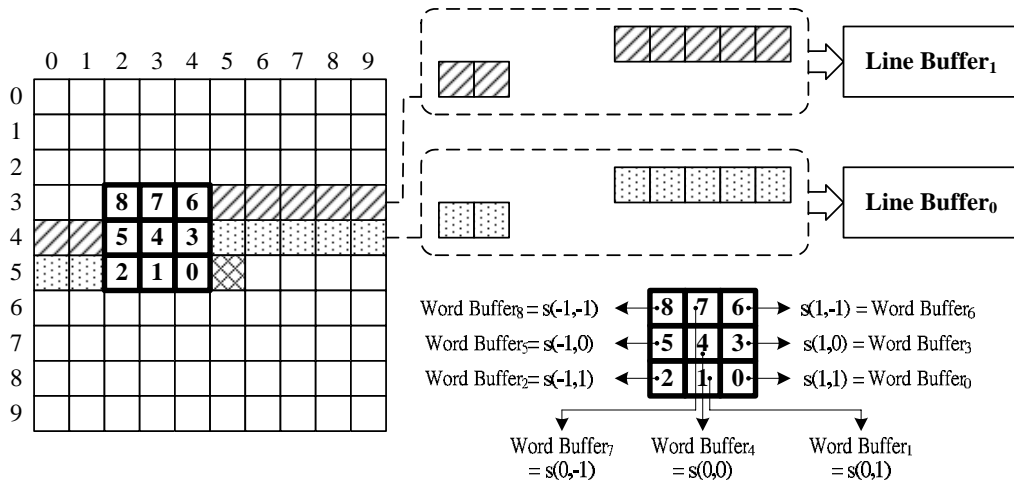 0 1 2 3 4 5 6 7 8 9
0
1
2
3
4
5
6
7
8
9
8 7 6
5 4 3
2 1 0
Line Buffer₁
Line Buffer₀
Word Buffer₈ = s(-1,-1)
8 7 6
s(1,-1) = Word Buffer₆
Word Buffer₅ = s(-1,0)
5 4 3
s(1,0) = Word Buffer₃
Word Buffer₂ = s(-1,1)
2 1 0
s(1,1) = Word Buffer₀
Word Buffer₇
= s(0,-1)
Word Buffer₄
= s(0,0)
Word Buffer₁
= s(0,1)